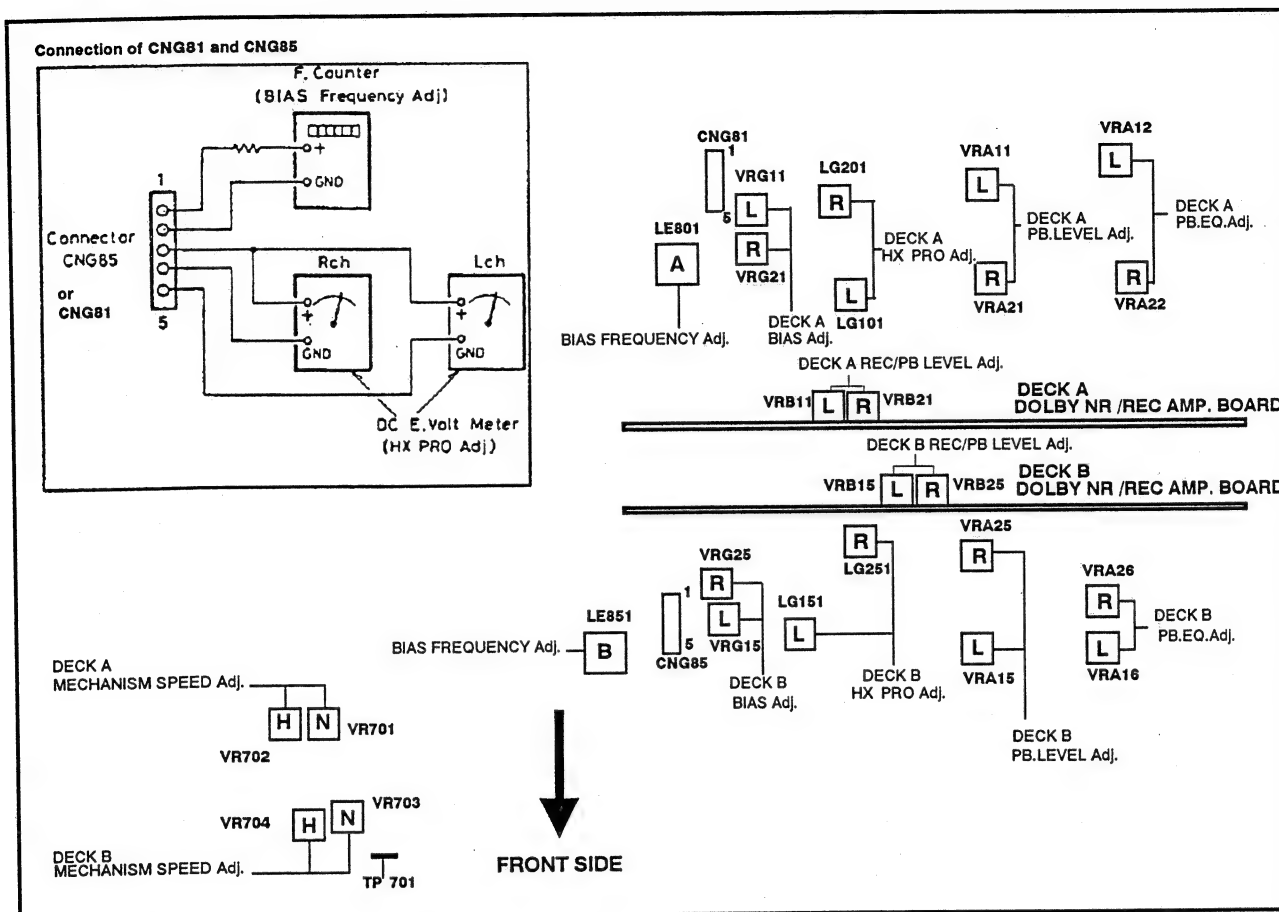 Connection of CNG81 and CNG85
F. Counter
(BIAS Frequency Adj)
+
GND
1
Connector
CNG85
or
CNG81
5
Rch
+
GND
Lch
+
GND
DC E.Volt Meter
(HX PRO Adj)
CNG81
1
5
VRG11
L
R
VRG21
DECK A
BIAS Adj.
LE801
A
BIAS FREQUENCY Adj.
LG201
R
DECK A
HX PRO Adj.
L
LG101
VRA11
L
DECK A
PB.LEVEL Adj.
R
VRA21
VRA12
L
DECK A
PB.EQ.Adj.
R
VRA22
DECK A REC/PB LEVEL Adj.
VRB11
L
R
VRB21
DECK A
DOLBY NR /REC AMP. BOARD
DECK B REC/PB LEVEL Adj.
VRB15
L
R
VRB25
DECK B
DOLBY NR /REC AMP. BOARD
BIAS FREQUENCY Adj.
LE851
B
1
5
CNG85
VRG25
R
L
VRG15
DECK B
BIAS Adj.
R
LG251
LG151
L
DECK B
HX PRO Adj.
VRA25
R
L
VRA15
DECK B
PB.LEVEL Adj.
VRA26
R
L
VRA16
DECK B
PB.EQ.Adj.
DECK A
MECHANISM SPEED Adj.
H
N
VR701
VR702
VR703
VR704
H
N
DECK B
MECHANISM SPEED Adj.
TP 701
FRONT SIDE